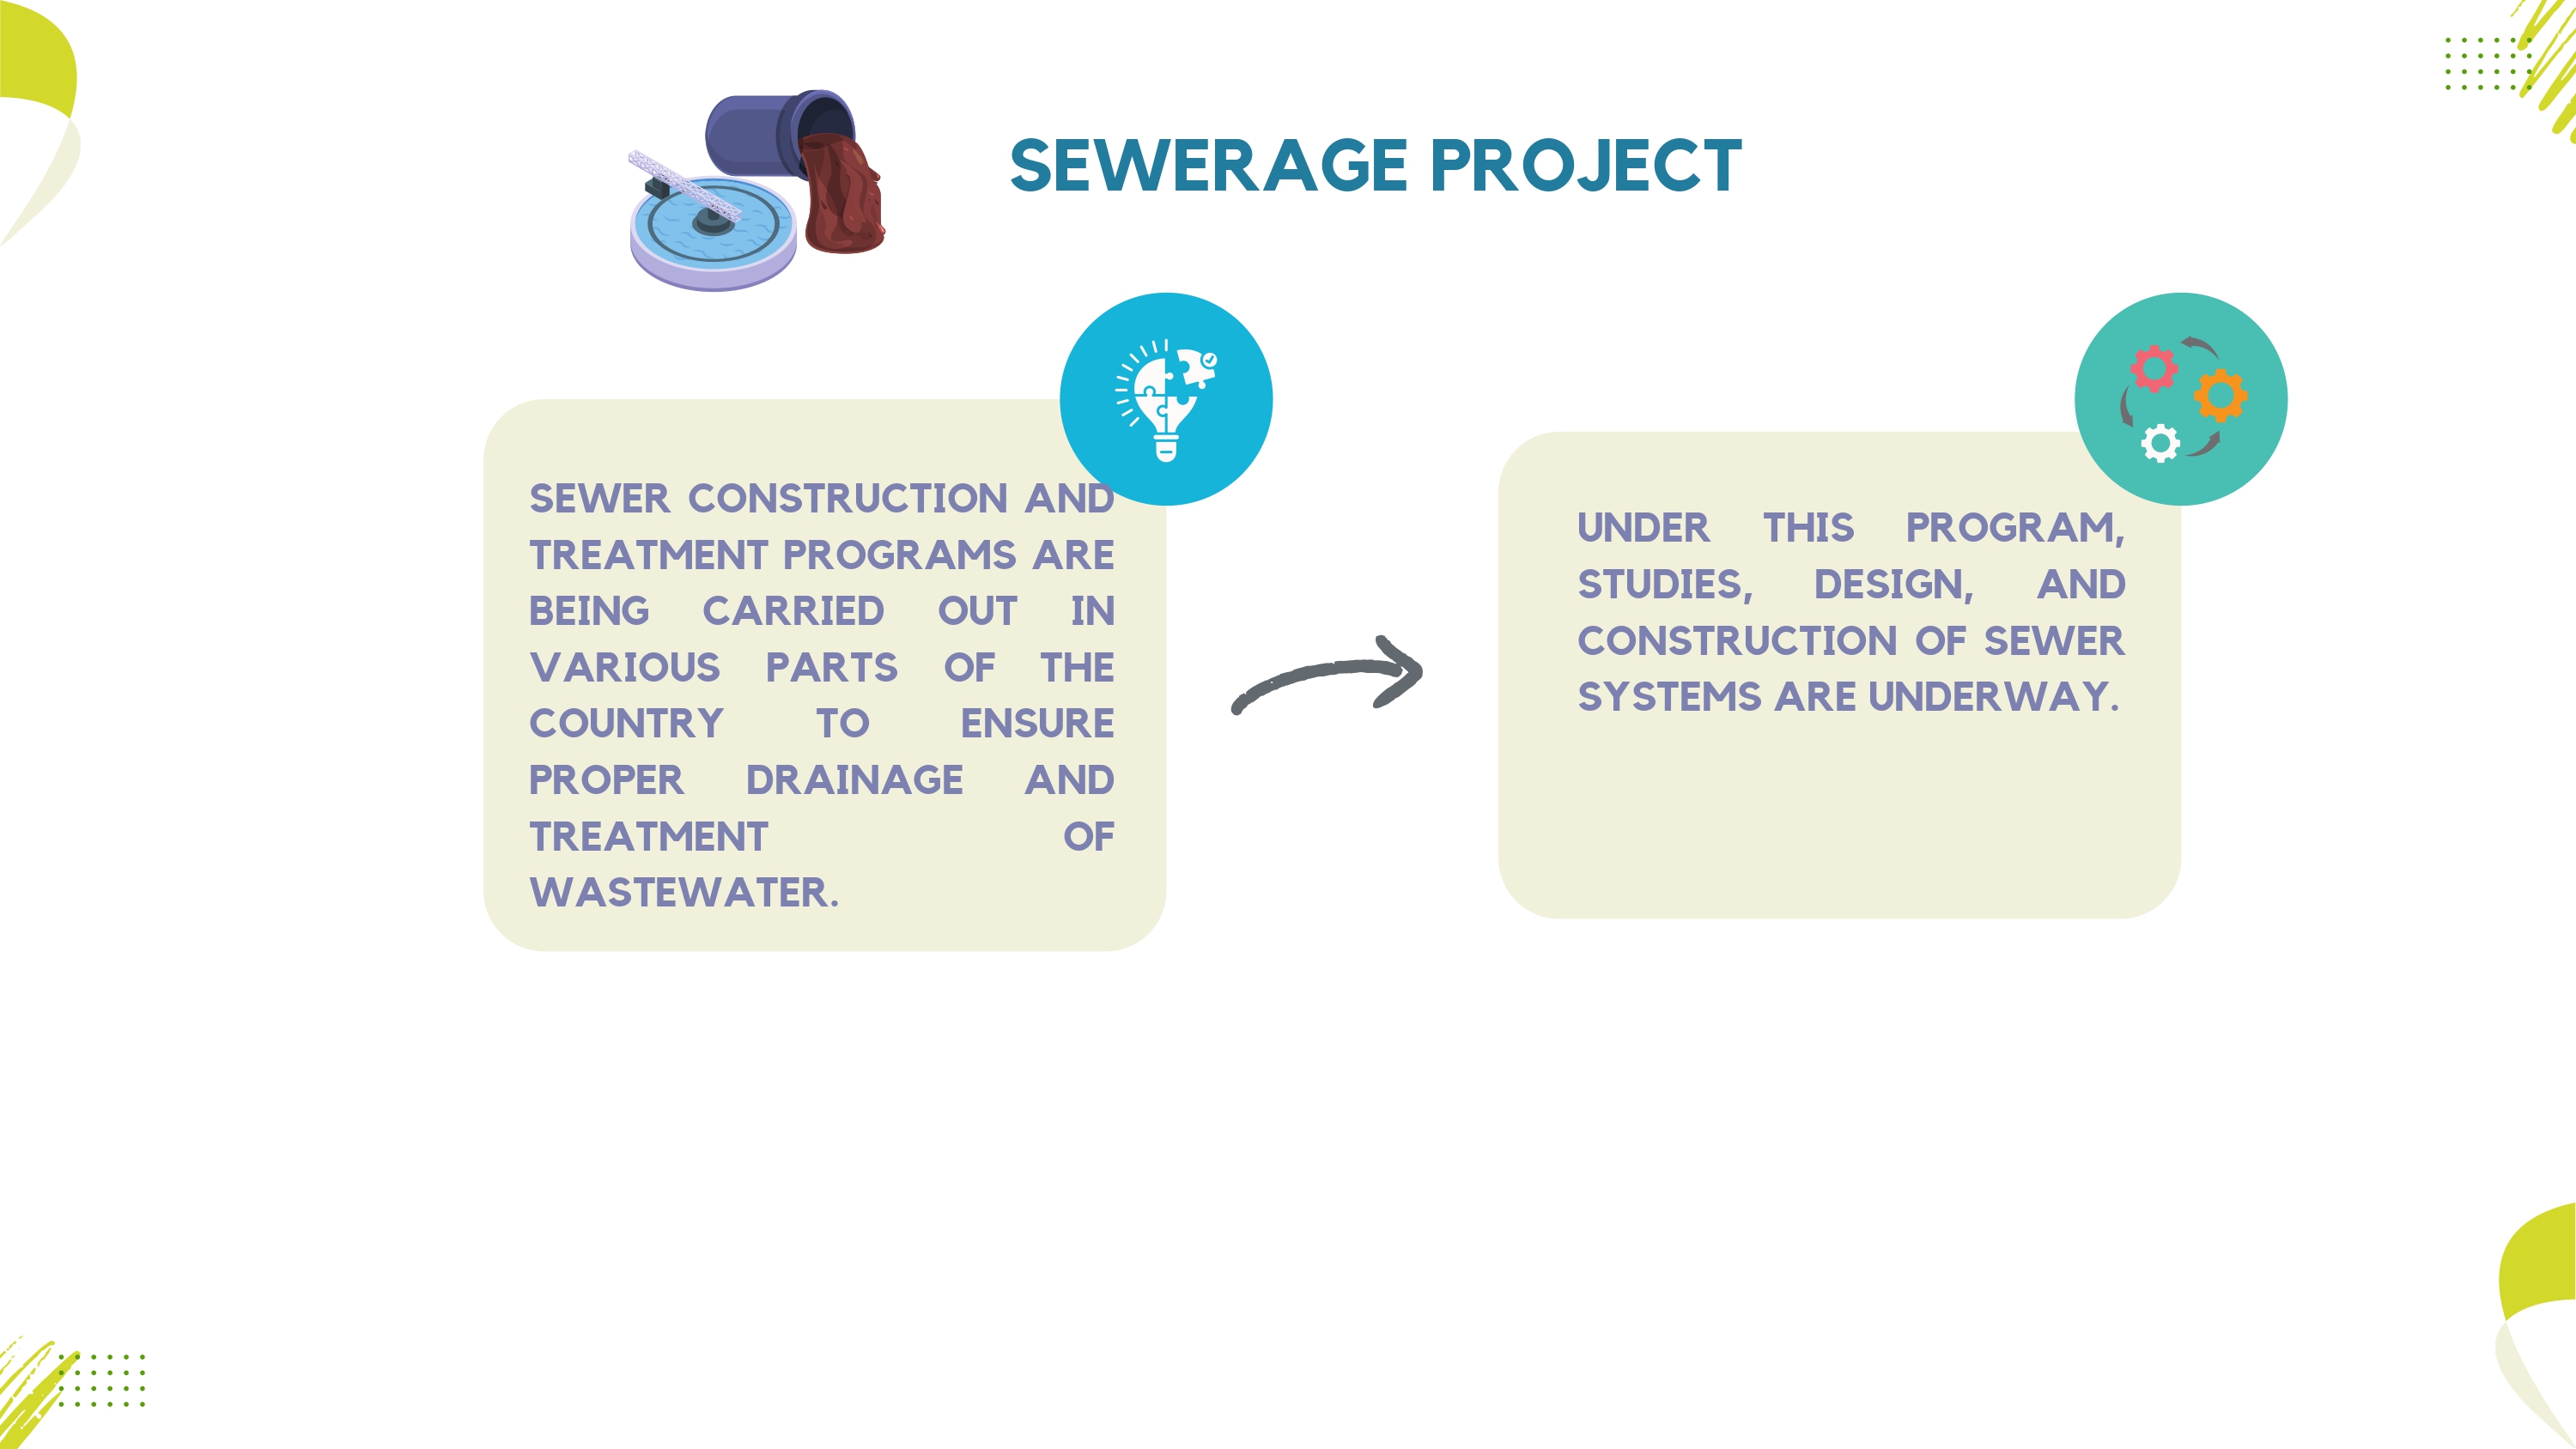 SEWERAGE PROJECT
SEWER CONSTRUCTION AND
TREATMENT PROGRAMS ARE
BEING CARRIED OUT IN
VARIOUS PARTS OF THE
COUNTRY TO ENSURE
PROPER DRAINAGE AND
TREATMENT OF
WASTEWATER.
UNDER THIS PROGRAM,
STUDIES, DESIGN, AND
CONSTRUCTION OF SEWER
SYSTEMS ARE UNDERWAY.